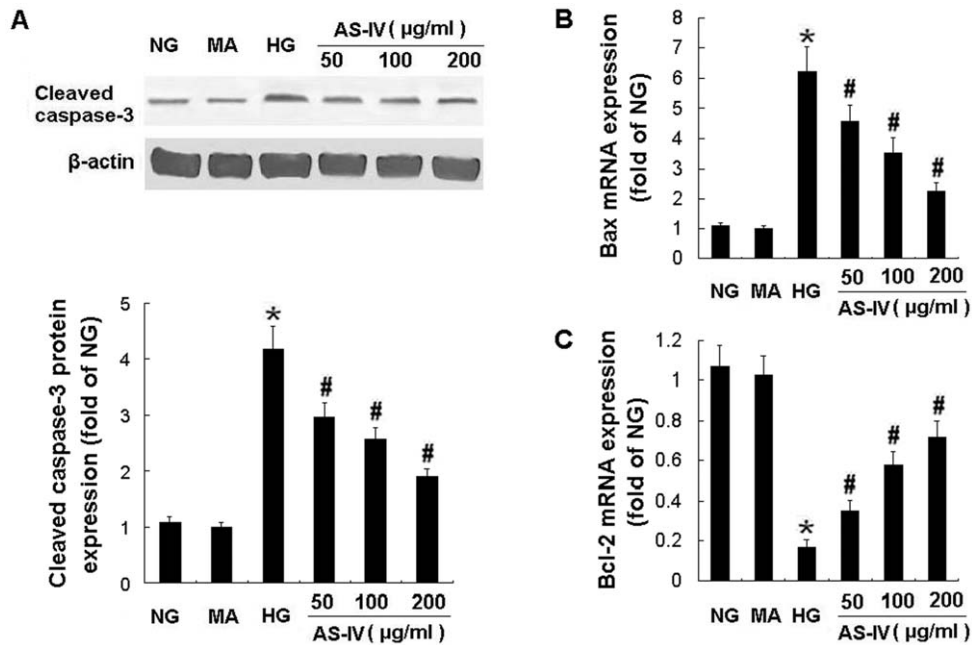 A
NG MA HG AS-IV ( µg/ml )
50 100 200
Cleaved
caspase-3
β-actin
Cleaved caspase-3 protein
expression (fold of NG)
5
4
3
2
1
0
*
#
#
#
NG MA HG 50 100 200
AS-IV ( µg/ml )
B
Bax mRNA expression
(fold of NG)
8
7
6
5
4
3
2
1
0
*
#
#
#
NG MA HG 50 100 200
AS-IV ( µg/ml )
C
Bcl-2 mRNA expression
(fold of NG)
1.2
1
0.8
0.6
0.4
0.2
0
*
#
#
#
NG MA HG 50 100 200
AS-IV ( µg/ml )